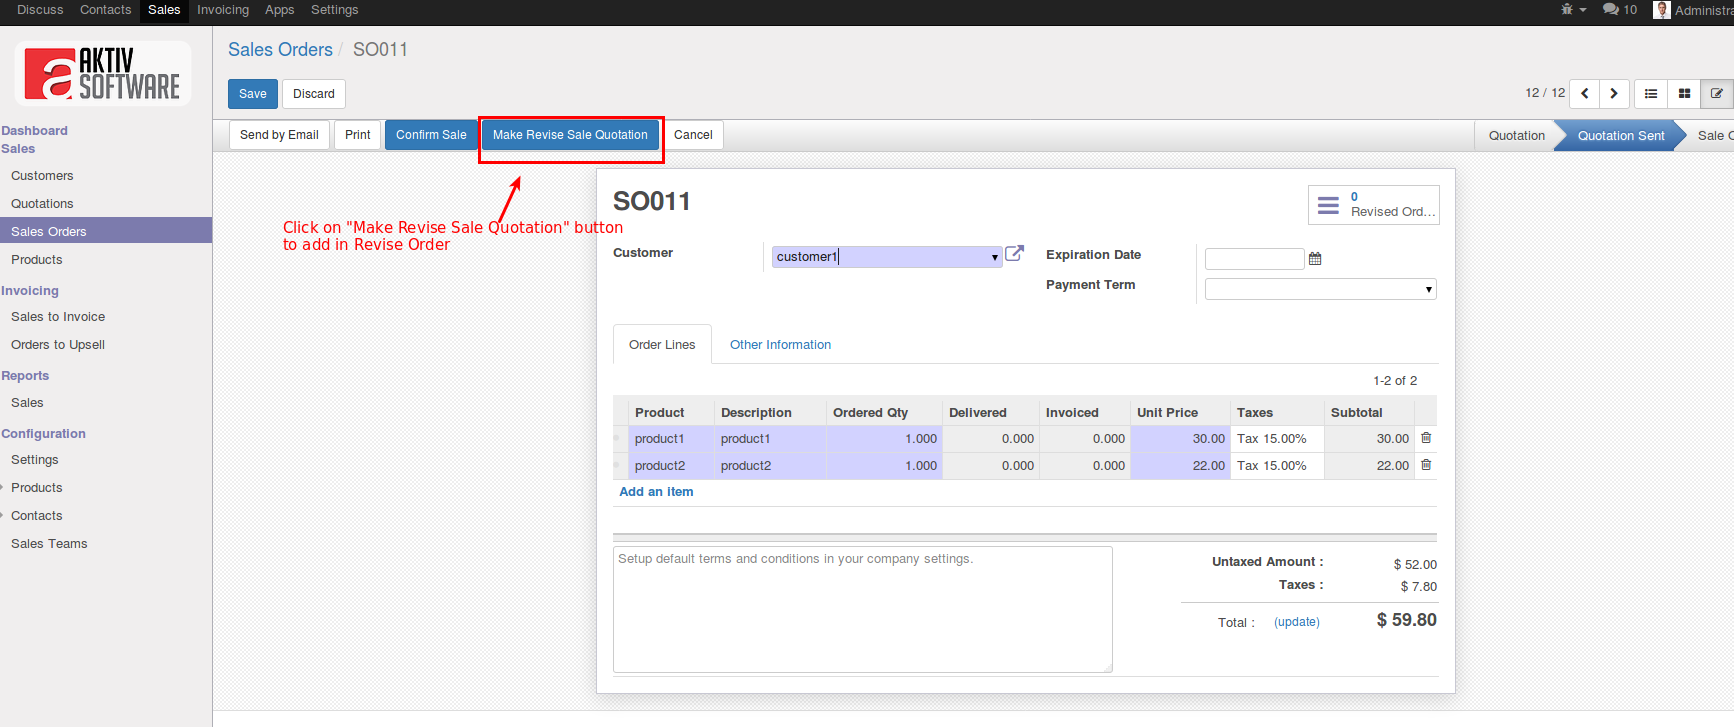 Discuss Contacts Sales Invoicing Apps Settings 10 Administra
AKTIV
SOFTWARE
Sales Orders / SO011
Save Discard 12 / 12
Send by Email Print Confirm Sale Make Revise Sale Quotation Cancel Quotation Quotation Sent Sale O
Dashboard
Sales
Customers
Quotations
Sales Orders
Products
Invoicing
Sales to Invoice
Orders to Upsell
Reports
Sales
Configuration
Settings
Products
Contacts
Sales Teams
Click on "Make Revise Sale Quotation" button
to add in Revise Order
SO011
0
Revised Ord...
Customer customer1
Expiration Date
Payment Term
Order Lines Other Information
1-2 of 2
Product Description Ordered Qty Delivered Invoiced Unit Price Taxes Subtotal
product1 product1 1.000 0.000 0.000 30.00 Tax 15.00% 30.00
product2 product2 1.000 0.000 0.000 22.00 Tax 15.00% 22.00
Add an item
Setup default terms and conditions in your company settings.
Untaxed Amount : $ 52.00
Taxes : $ 7.80
Total : (update) $ 59.80